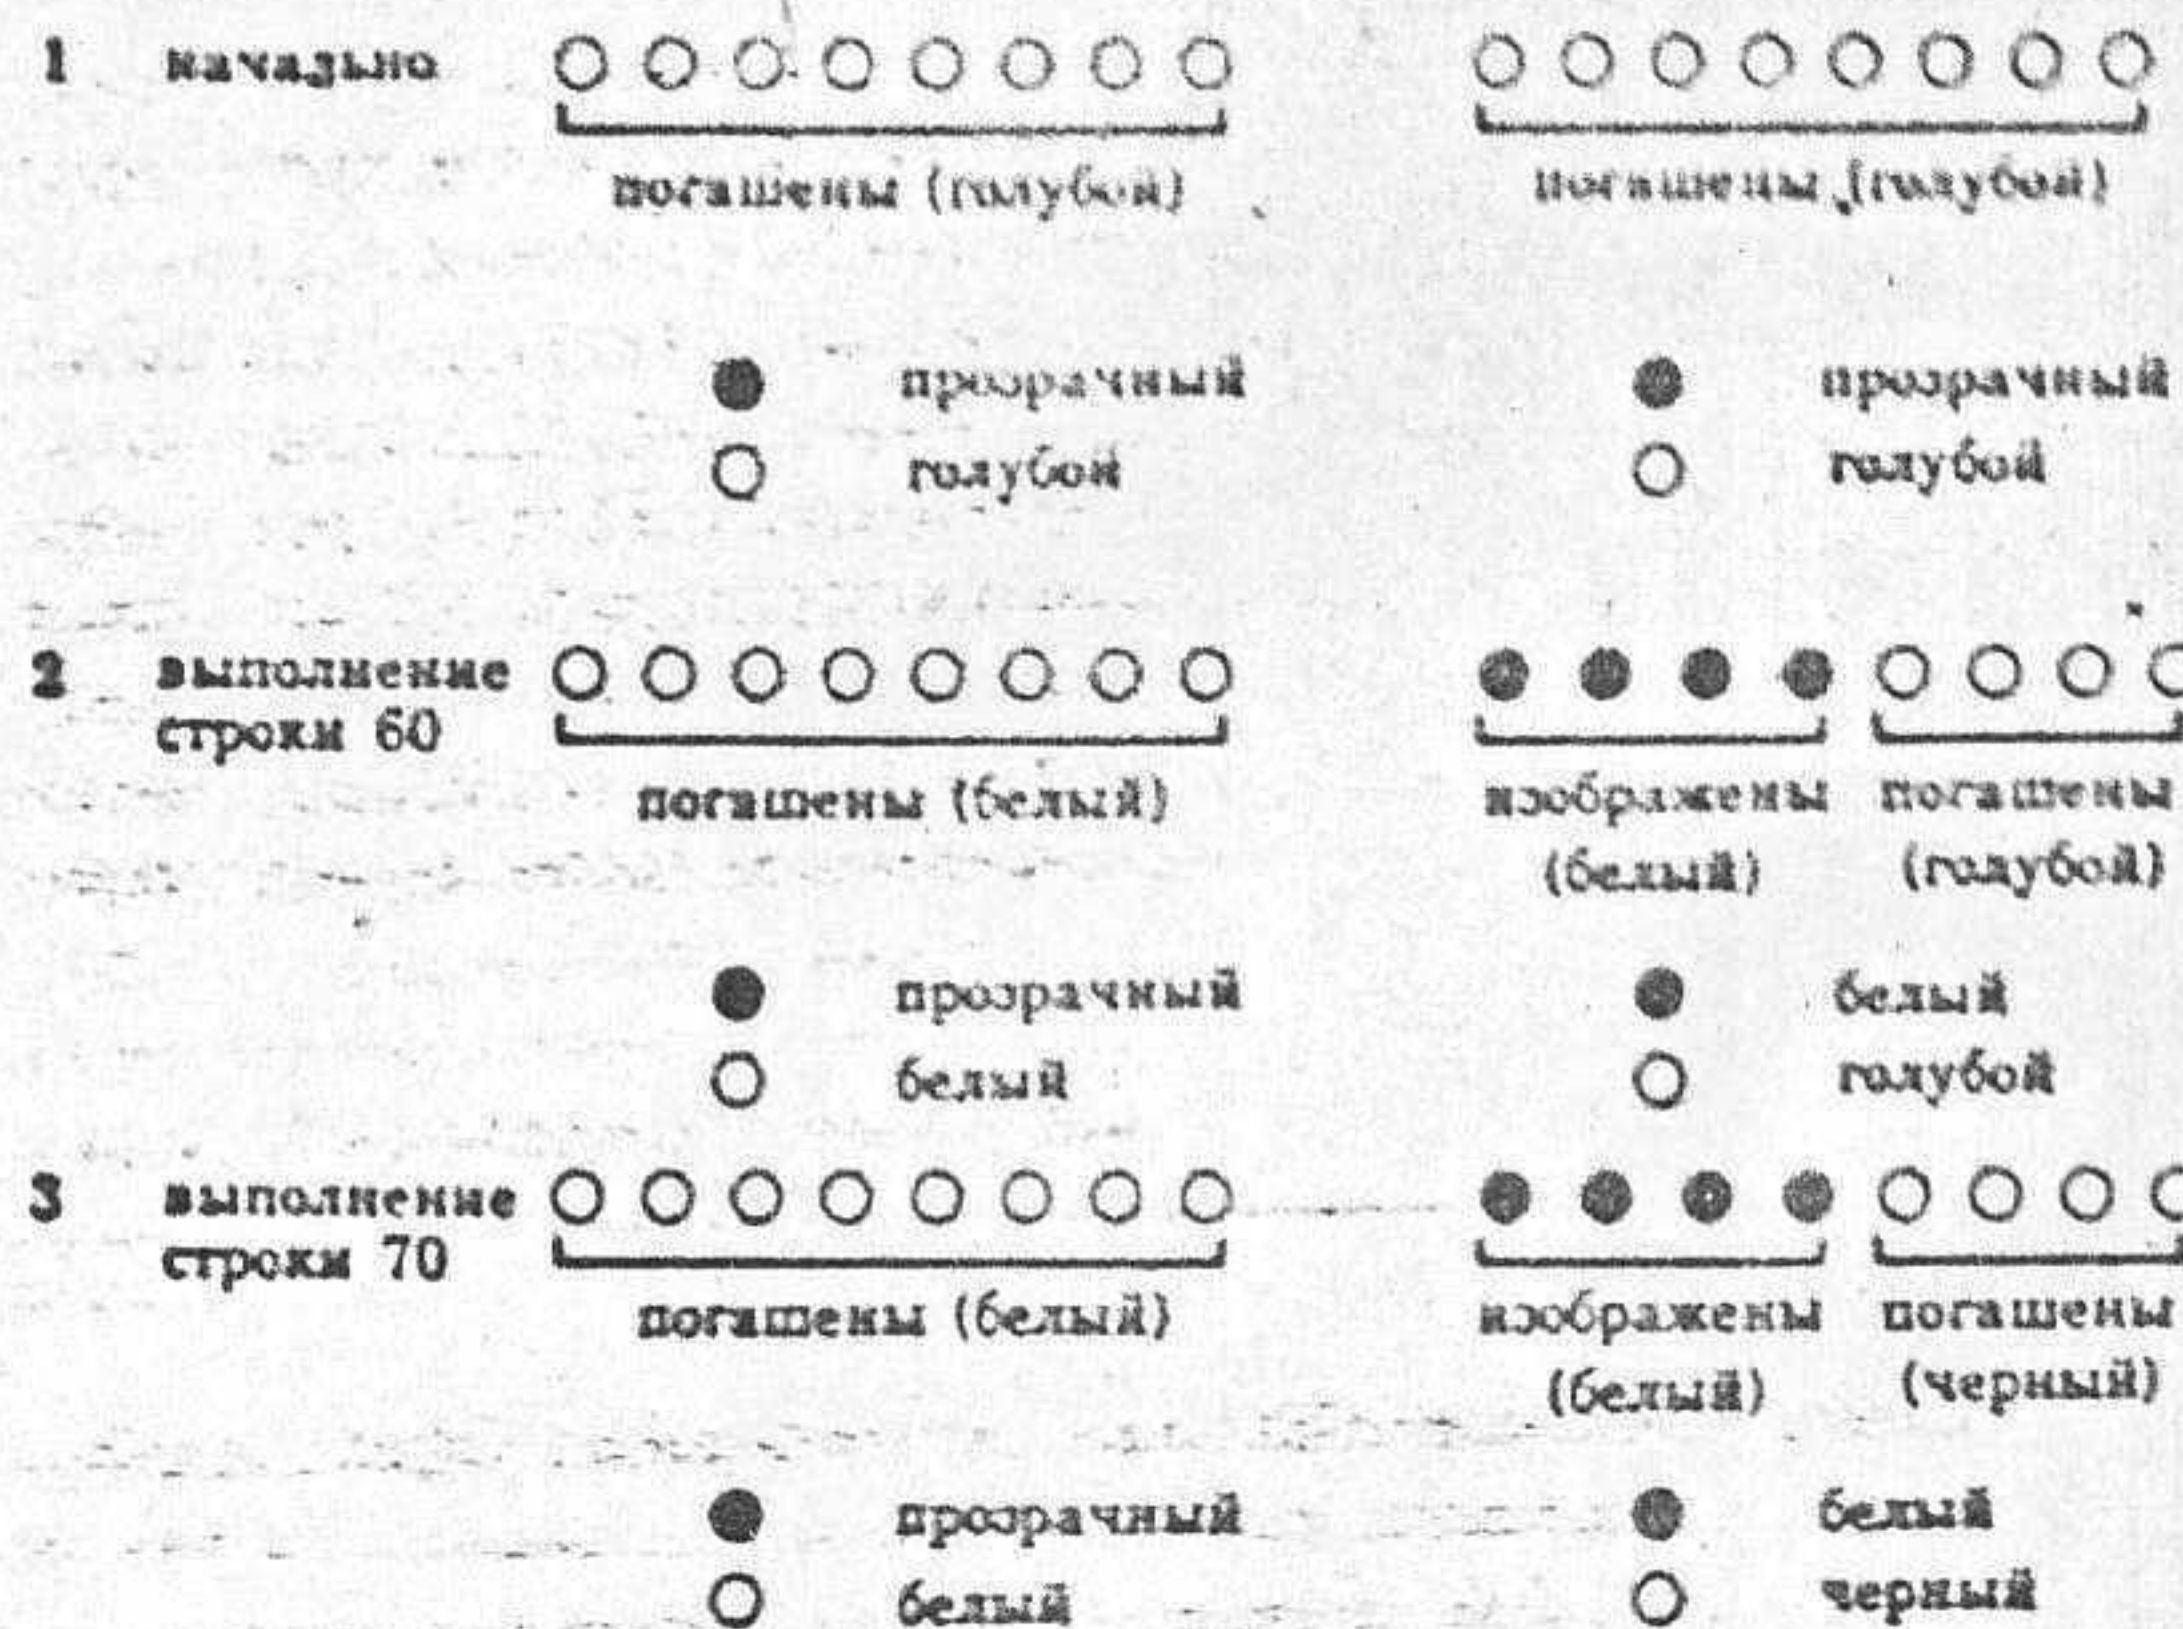 1 начально
погашены (голубой) погашены (голубой)
прозрачный прозрачный
голубой голубой
2 выполнение
строки 60
погашены (белый) изображены погашены
(белый) (голубой)
прозрачный белый
белый голубой
3 выполнение
строки 70
погашены (белый) изображены погашены
(белый) (черный)
прозрачный белый
белый черный